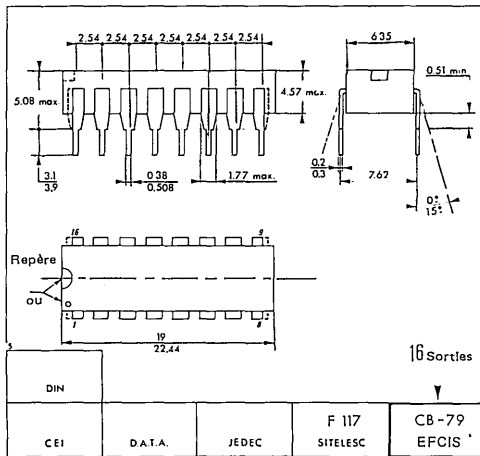 2,54 2,54 2,54 2,54 2,54 2,54 2,54
635
5.08 max.
4.57 max.
0.51 min
3.1
3,9
0.38
0.508
1.77 max.
0.2
0.3
7.62
0°
15°
16 9
Repère
ou
1 8
19
22,44
5
16 Sorties
DIN
CEI
D.A.T.A.
JEDEC
F 117
SITELESC
CB-79
EFCIS